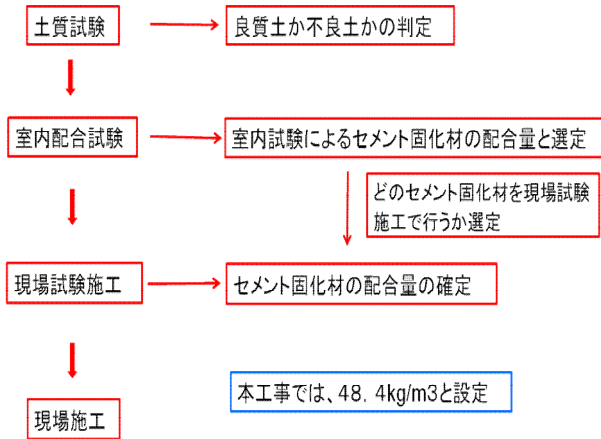 土質試験
良質土か不良土かの判定
室内配合試験
室内試験によるセメント固化材の配合量と選定
どのセメント固化材を現場試験
施工で行うか選定
現場試験施工
セメント固化材の配合量の確定
本工事では、48．4kg/m3と設定
現場施工